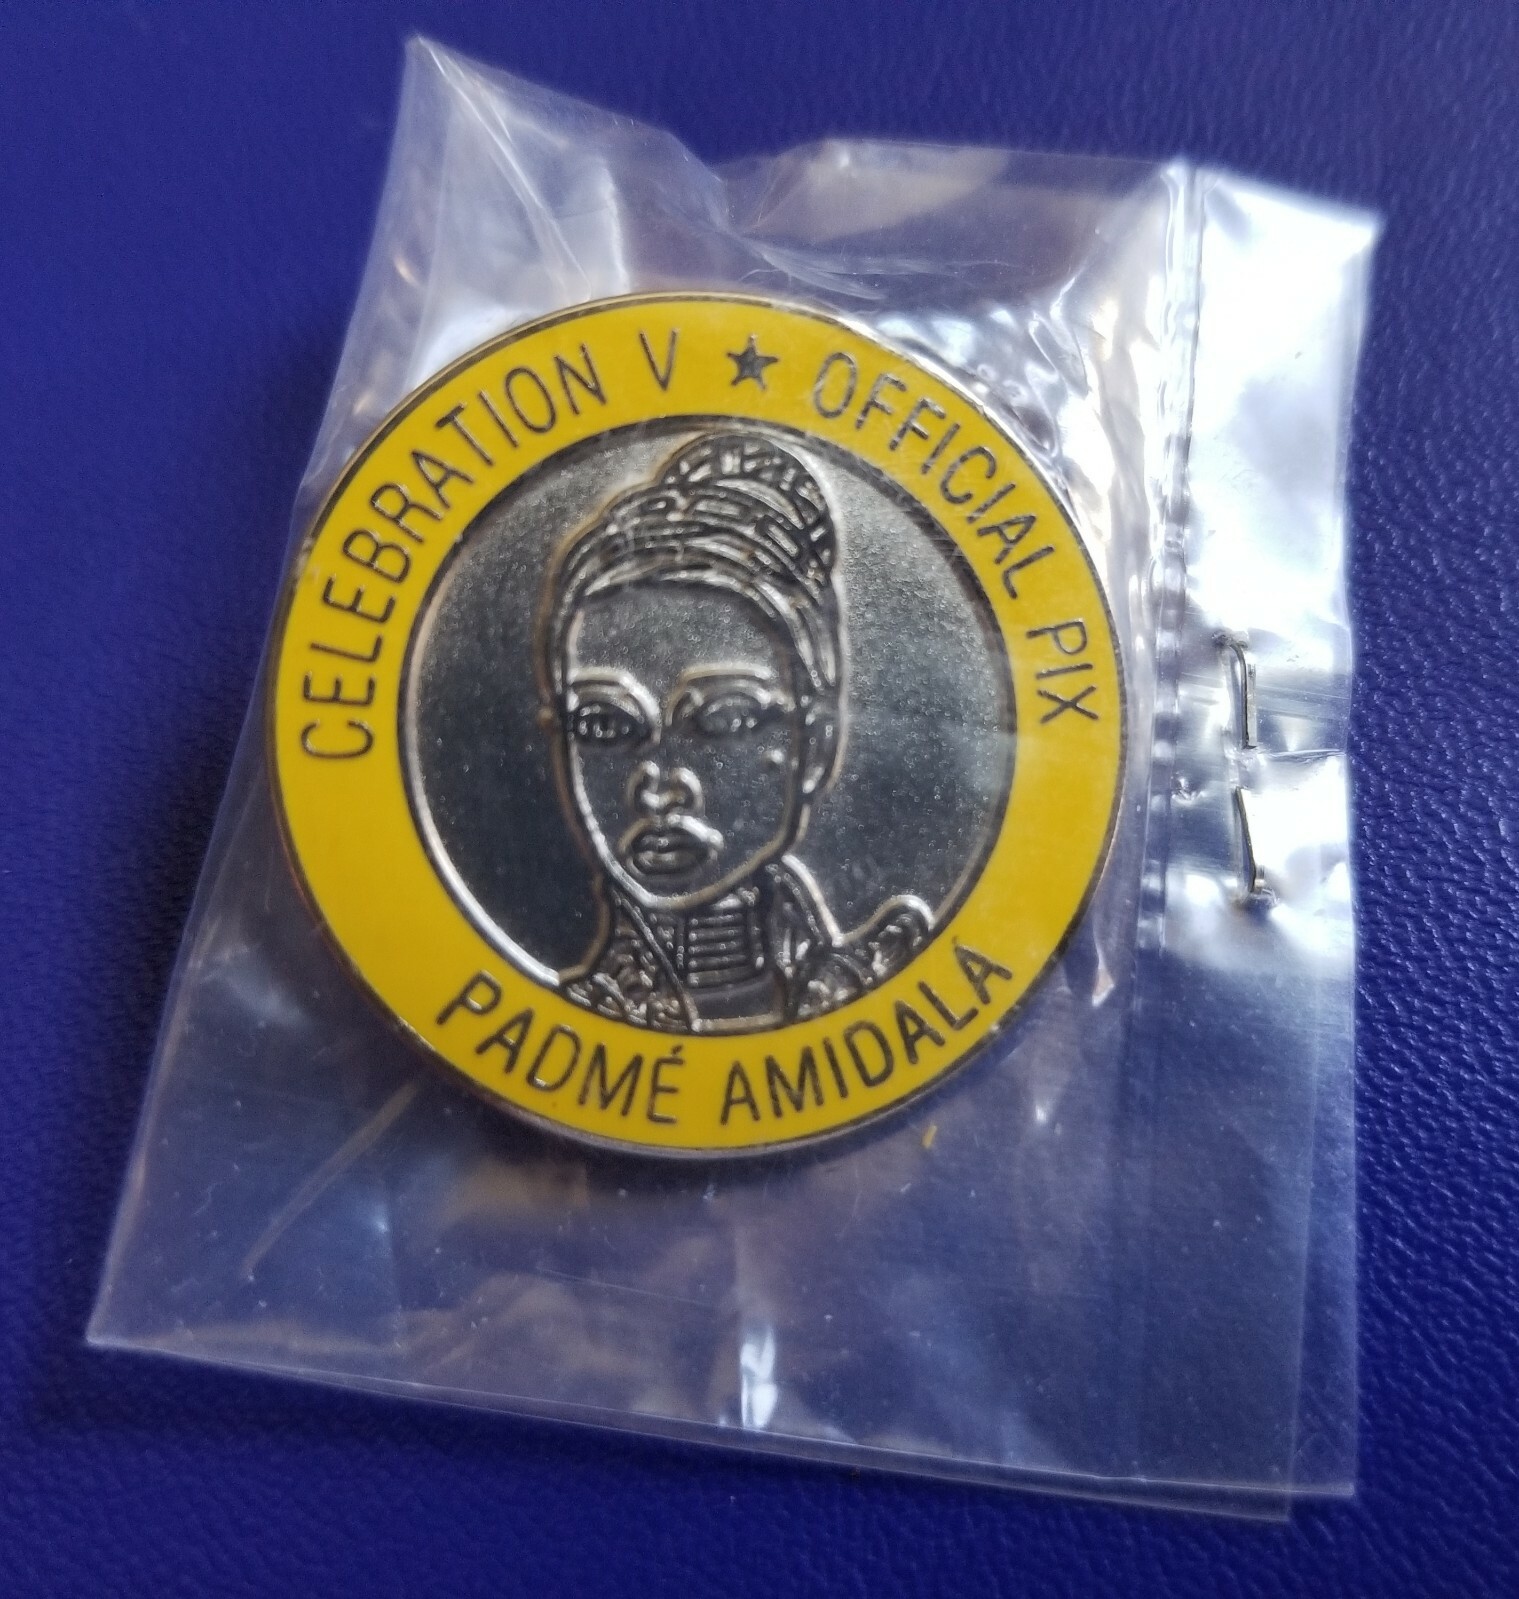 CELEBRATION V ★ OFFICIAL PIX
PADMÉ AMIDALA